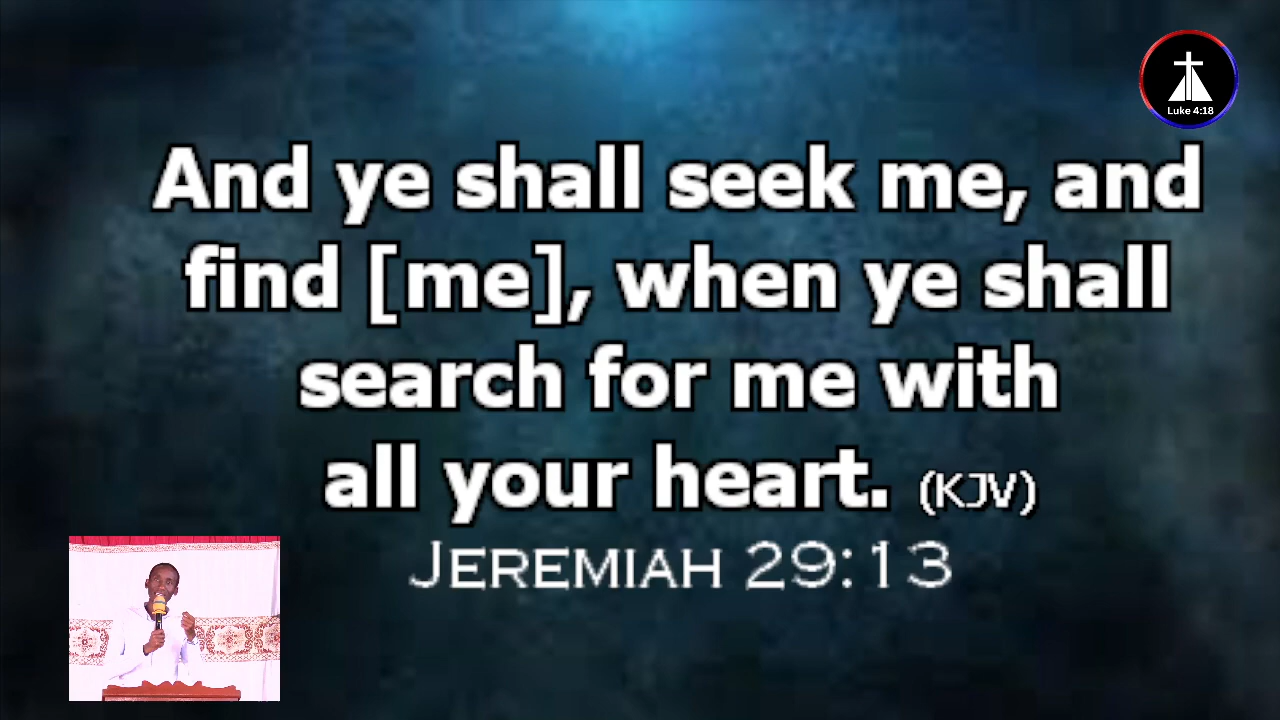 Luke 4:18
And ye shall seek me, and
find [me], when ye shall
search for me with
all your heart. (KJV)
JEREMIAH 29:13